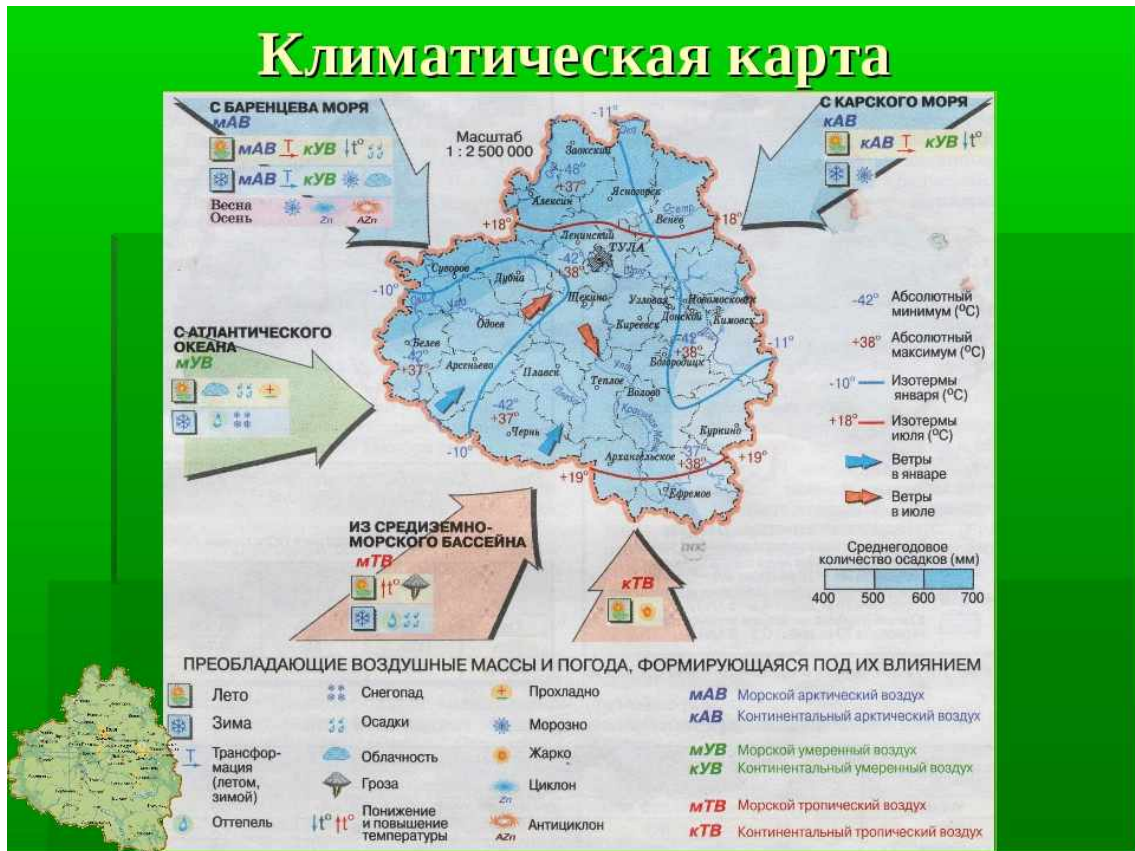 Климатическая карта
С БАРЕНЦЕВА МОРЯ
мАВ
мАВ Т кУВ ↓t°
мАВ Т кУВ
Весна
Осень
Zn
AZn
Масштаб
1 : 2 500 000
С КАРСКОГО МОРЯ
кАВ
кАВ Т кУВ ↓t°
-11°
Заокский
-48°
+37°
Алексин
Ясногорск
Осетр
Венев
+18°
+18°
Ленинский
ТУЛА
-42°
+38°
Суворов
Дубна
-10°
Щекино
Узловая
Новомосковск
Донской
Кимовск
Киреевск
Одоев
С АТЛАНТИЧЕСКОГО
ОКЕАНА
мУВ
Белев
-42°
+37°
Арсеньево
-42°
+38°
Богородицк
-11°
Плавск
Теплое
Волово
-42°
+37°
Чернь
Куркино
-10°
Архангельское
-37°
+38°
+19°
+19°
Ефремов
-42° Абсолютный
минимум (°С)
+38° Абсолютный
максимум (°С)
-10° Изотермы
января (°С)
+18° Изотермы
июля (°С)
Ветры
в январе
Ветры
в июле
ИЗ СРЕДИЗЕМНО-
МОРСКОГО БАССЕЙНА
мТВ
↑t°
кТВ
Среднегодовое
количество осадков (мм)
400 500 600 700
ПРЕОБЛАДАЮЩИЕ ВОЗДУШНЫЕ МАССЫ И ПОГОДА, ФОРМИРУЮЩАЯСЯ ПОД ИХ ВЛИЯНИЕМ
Лето
Зима
Т Трансфор-
мация
(летом,
зимой)
Оттепель
Снегопад
Осадки
Облачность
Гроза
↓t° ↑t° Понижение
и повышение
температуры
Прохладно
Морозно
Жарко
Циклон
Zn
Антициклон
AZn
мАВ Морской арктический воздух
кАВ Континентальный арктический воздух
мУВ Морской умеренный воздух
кУВ Континентальный умеренный воздух
мТВ Морской тропический воздух
кТВ Континентальный тропический воздух